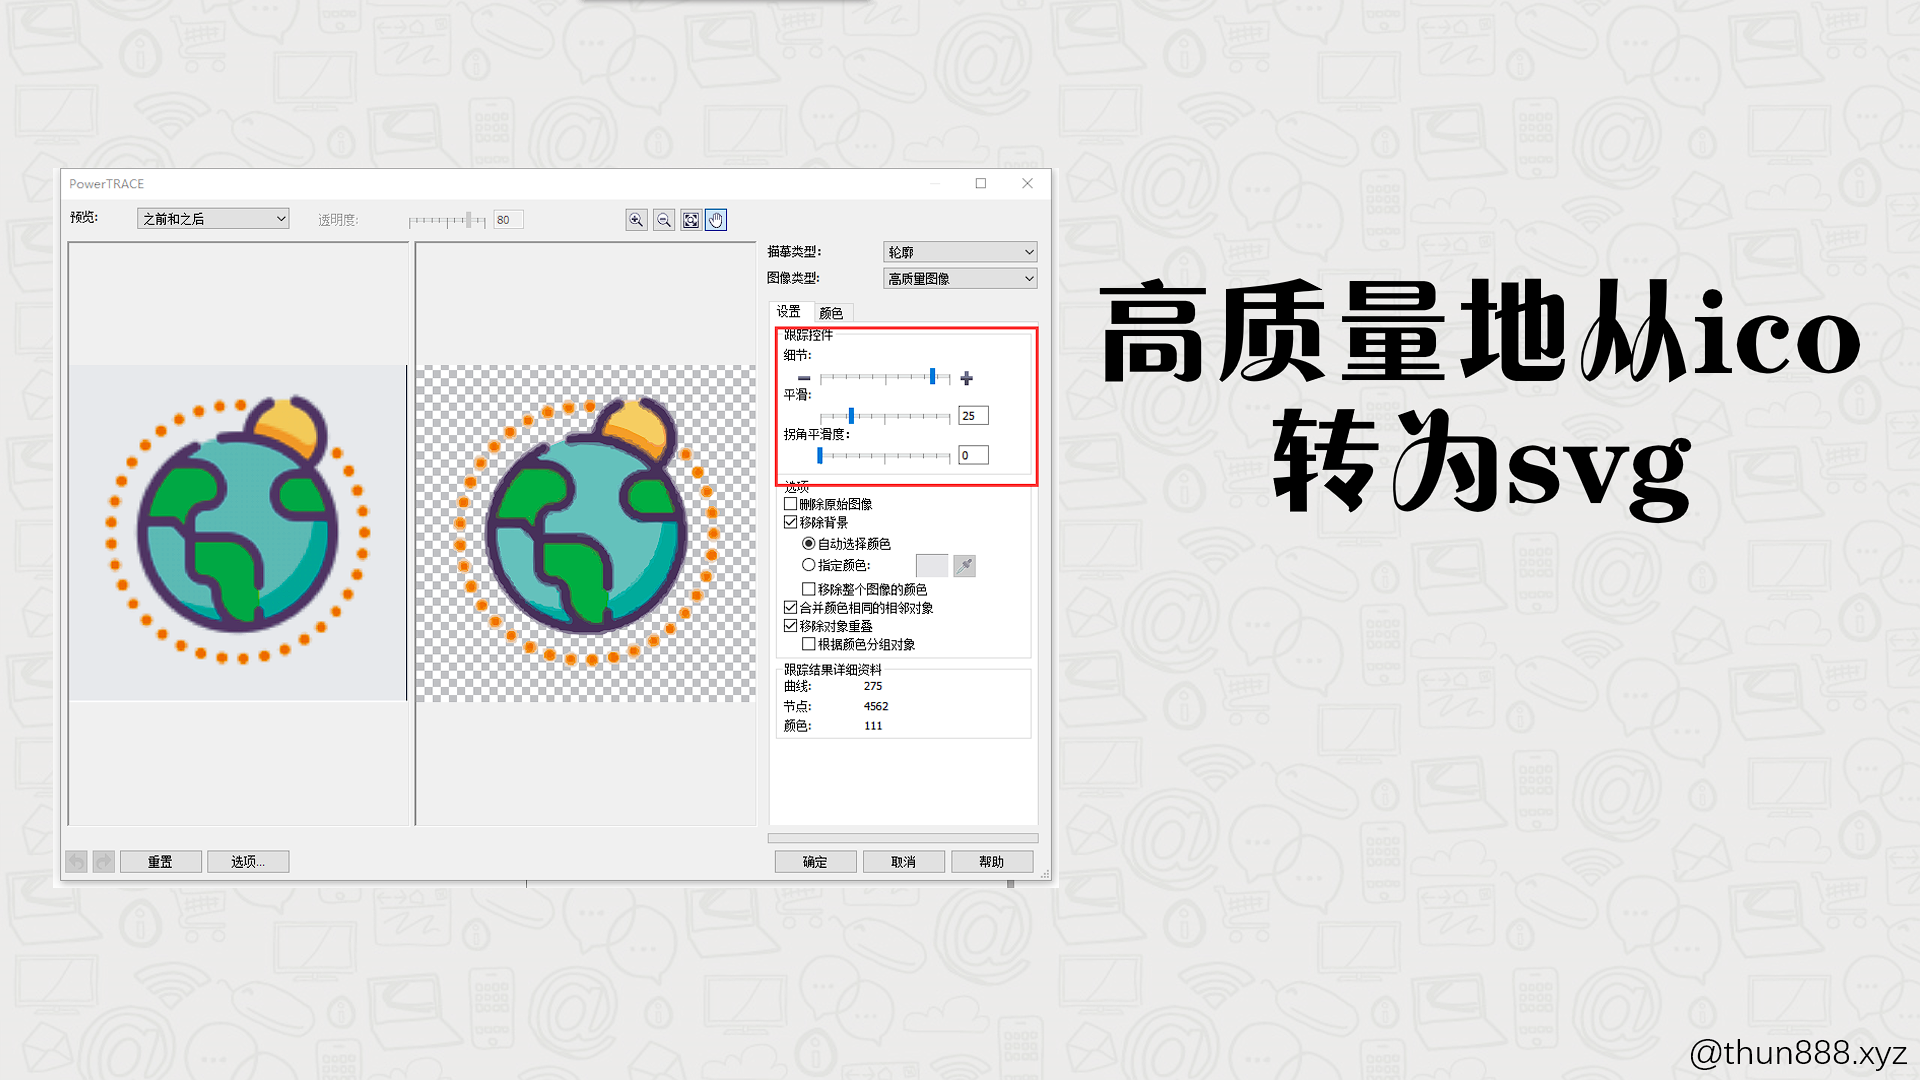 PowerTRACE
预览: 之前和之后 透明度: 80
描摹类型: 轮廓
图像类型: 高质量图像
设置 颜色
跟踪控件
细节:
平滑: 25
拐角平滑度: 0
选项
删除原始图像
移除背景
自动选择颜色
指定颜色:
移除整个图像的颜色
合并颜色相同的相邻对象
移除对象重叠
根据颜色分组对象
跟踪结果详细资料
曲线: 275
节点: 4562
颜色: 111
重置 选项... 确定 取消 帮助
高质量地从ico
转为svg
@thun888.xyz